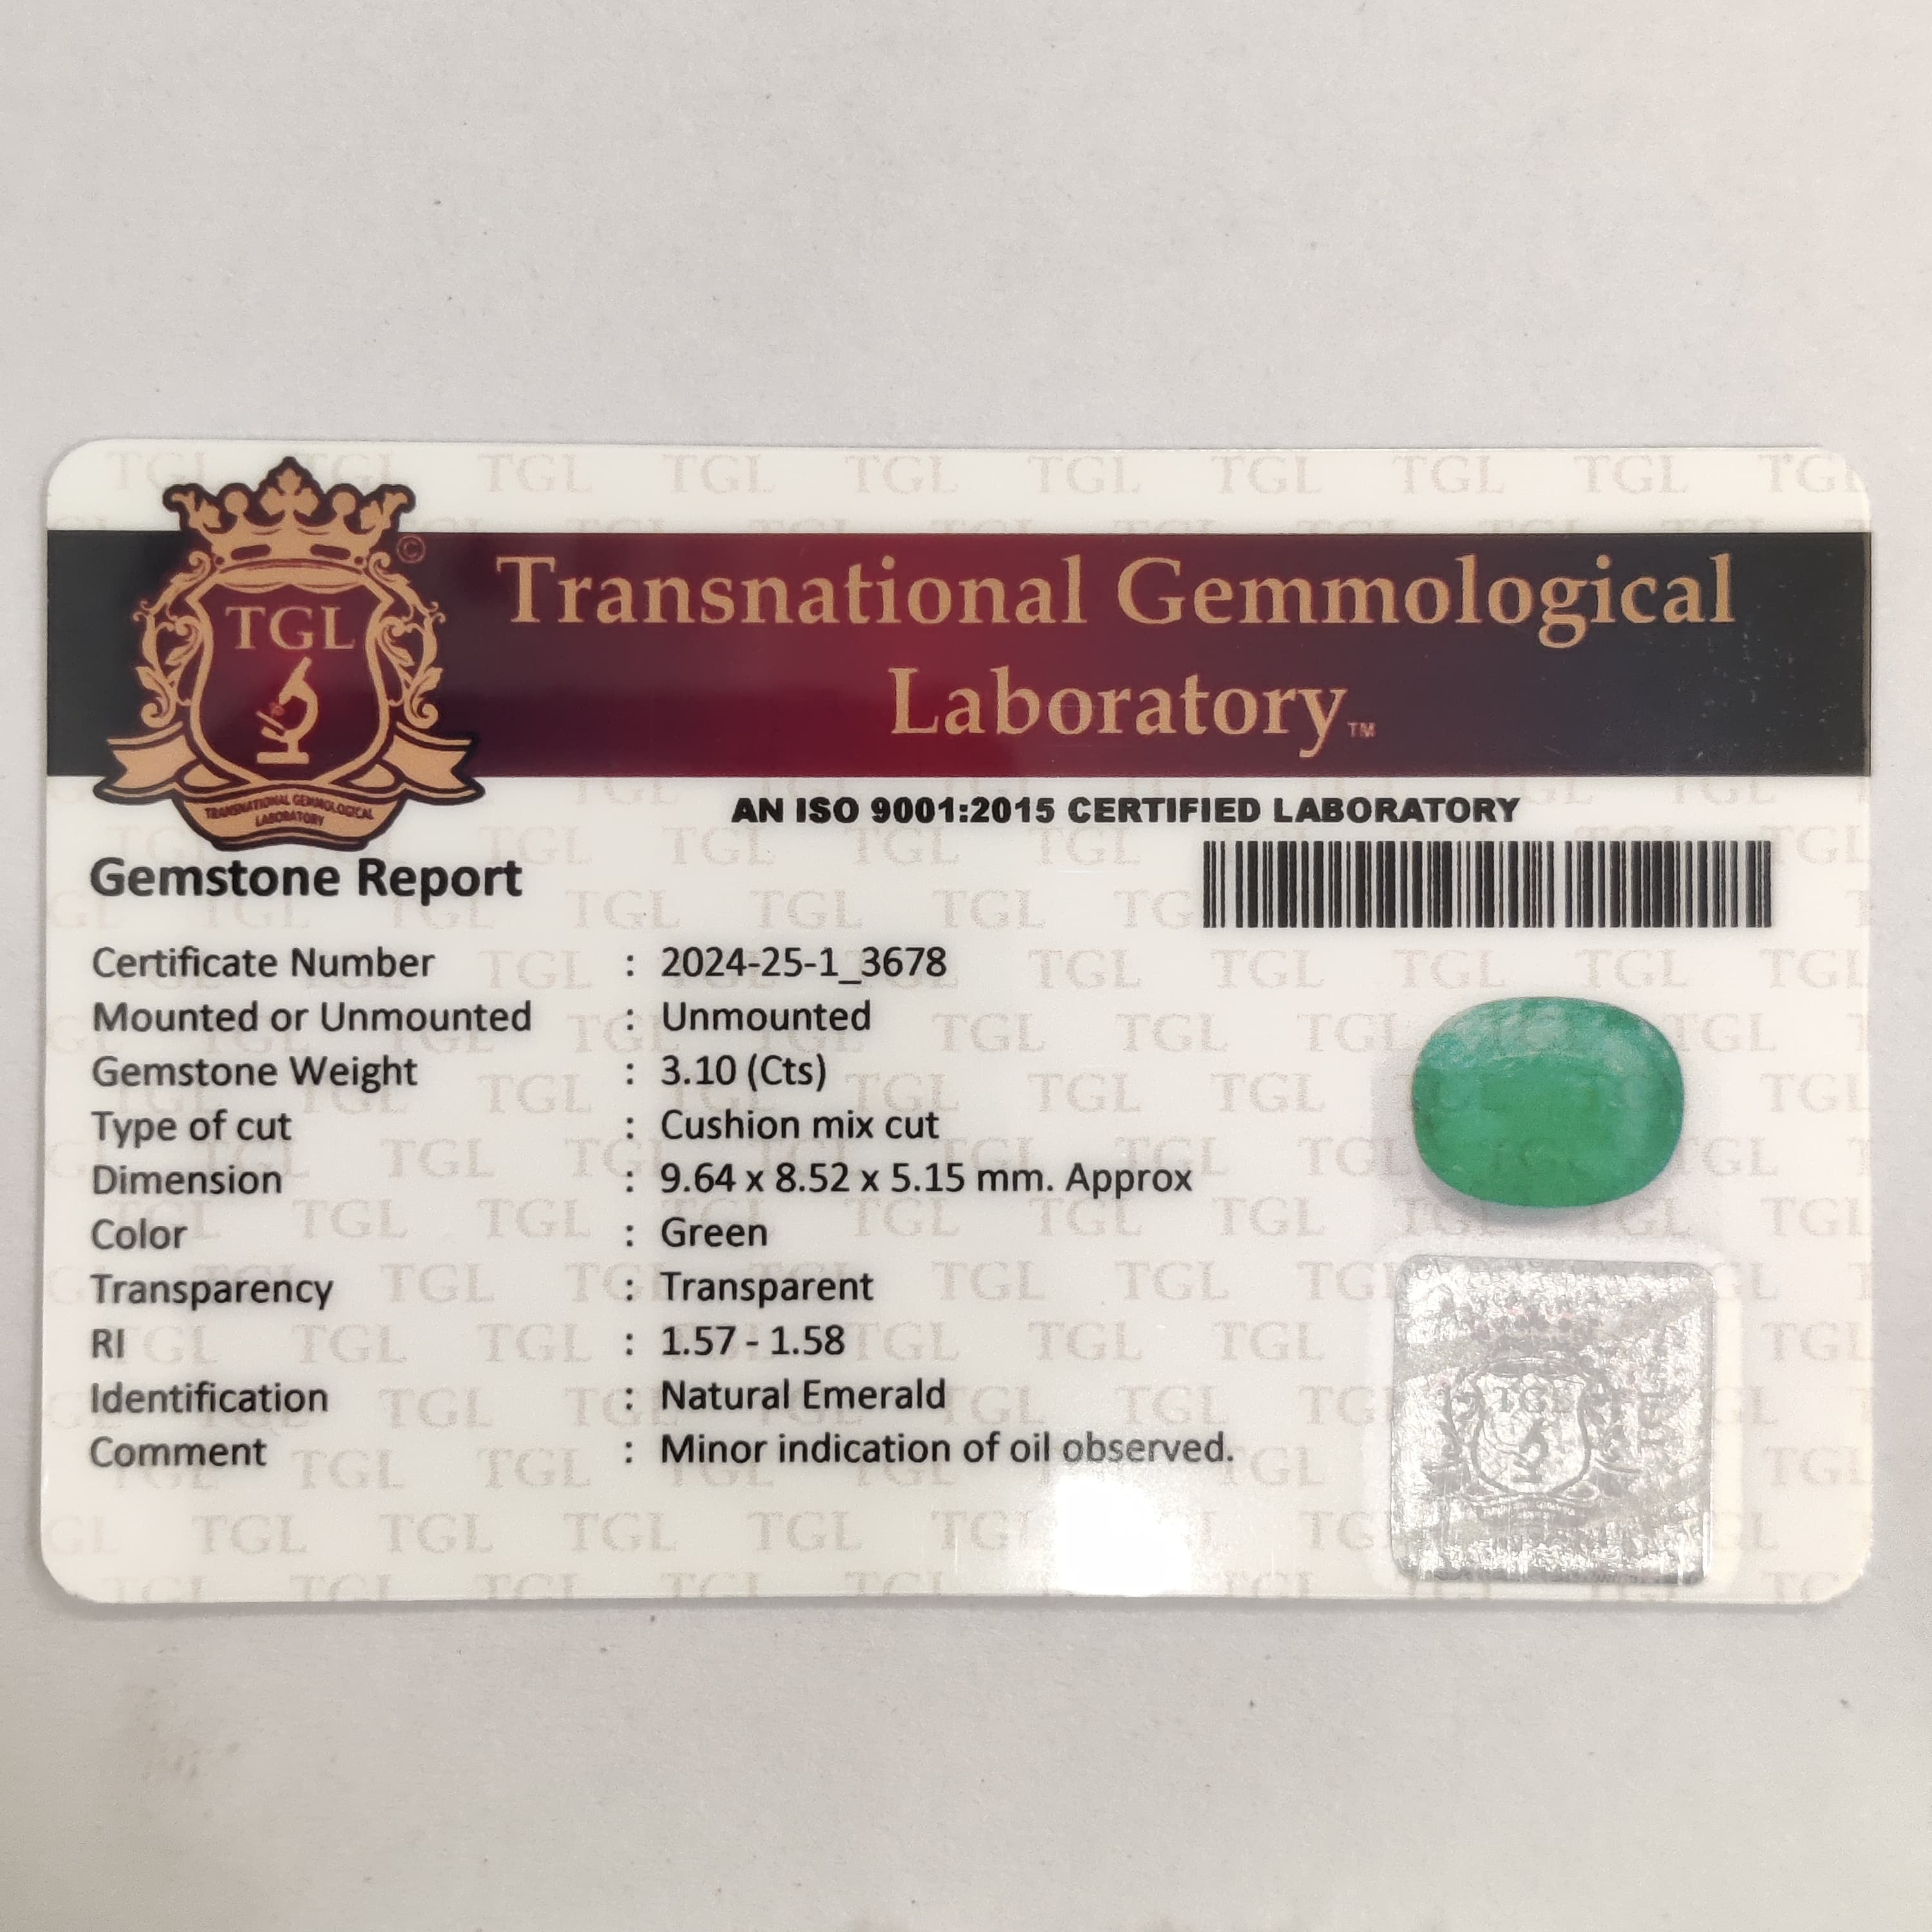 TGL
TRANSNATIONAL GEMMOLOGICAL
LABORATORY
©
Transnational Gemmological
Laboratory™
AN ISO 9001:2015 CERTIFIED LABORATORY
Gemstone Report
Certificate Number : 2024-25-1_3678
Mounted or Unmounted : Unmounted
Gemstone Weight : 3.10 (Cts)
Type of cut : Cushion mix cut
Dimension : 9.64 x 8.52 x 5.15 mm. Approx
Color : Green
Transparency : Transparent
RI : 1.57 - 1.58
Identification : Natural Emerald
Comment : Minor indication of oil observed.
TGL